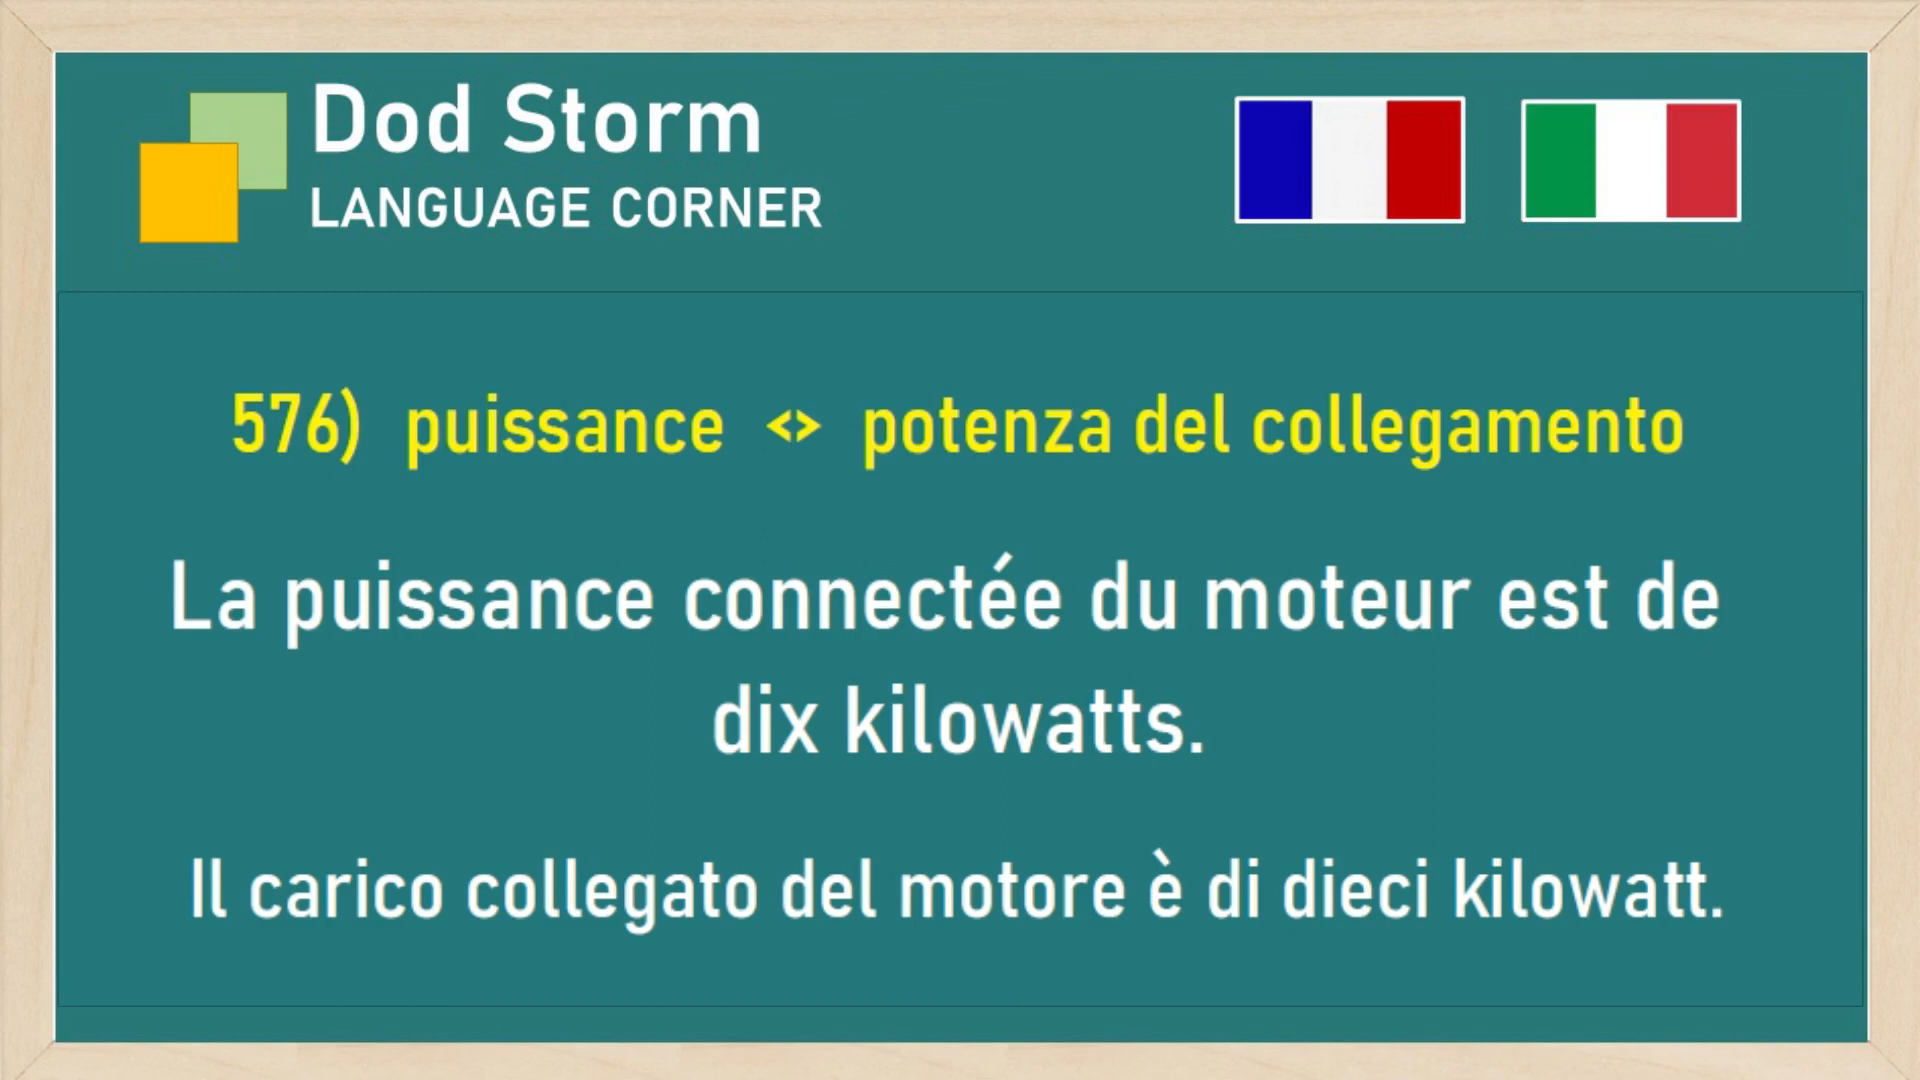 Dod Storm
LANGUAGE CORNER
576) puissance <> potenza del collegamento
La puissance connectée du moteur est de
dix kilowatts.
Il carico collegato del motore è di dieci kilowatt.